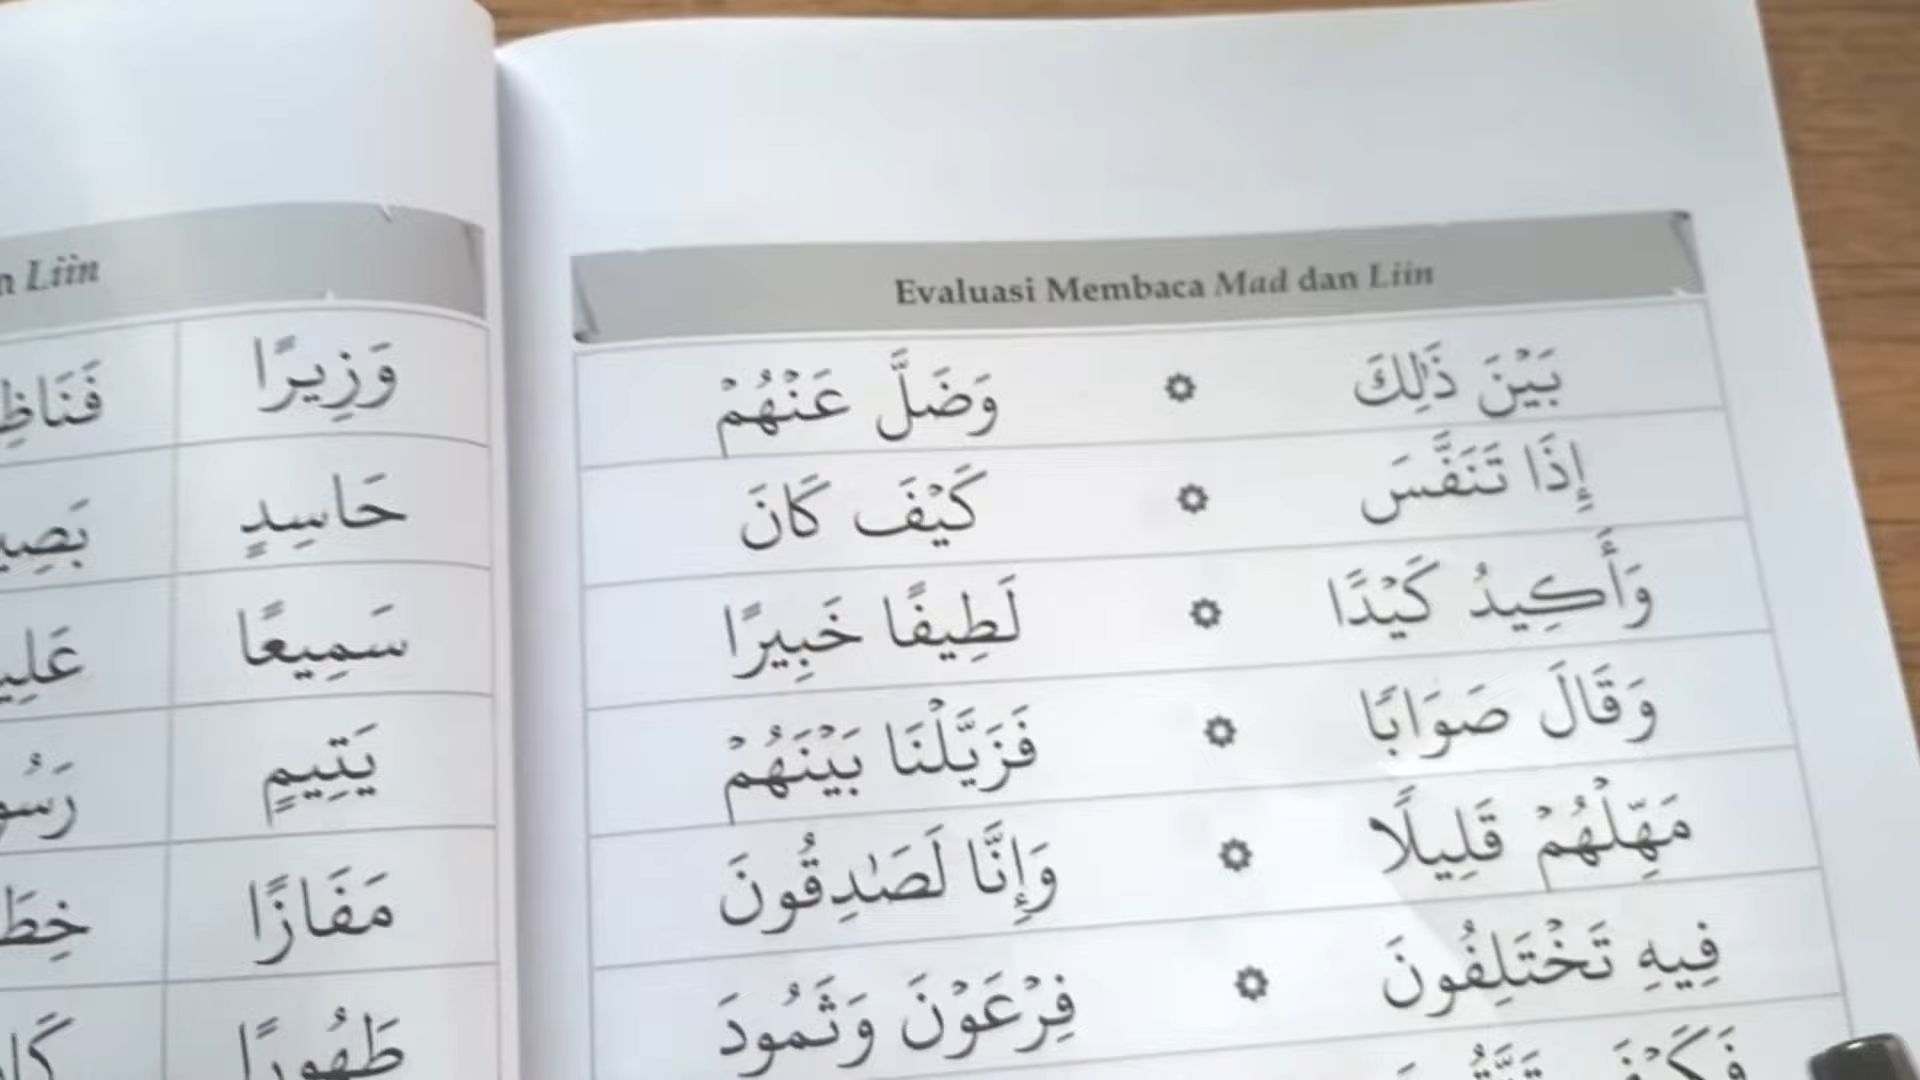 Evaluasi Membaca Mad dan Liin
بَيْنَ ذَٰلِكَ ۞ وَضَلَّ عَنْهُمْ
إِذَا تَنَفَّسَ ۞ كَيْفَ كَانَ
وَأَكِيدُ كَيْدًا ۞ لَطِيفًا خَبِيرًا
وَقَالَ صَوَابًا ۞ فَزَيَّلْنَا بَيْنَهُمْ
مَهِّلْهُمْ قَلِيلًا ۞ وَإِنَّا لَصَٰدِقُونَ
فِيهِ تَخْتَلِفُونَ ۞ فِرْعَوْنَ وَثَمُودَ
Liin
وَزِيرًا
حَاسِدٍ
سَمِيعًا
يَتِيمٍ
مَفَازًا
طَهُورًا